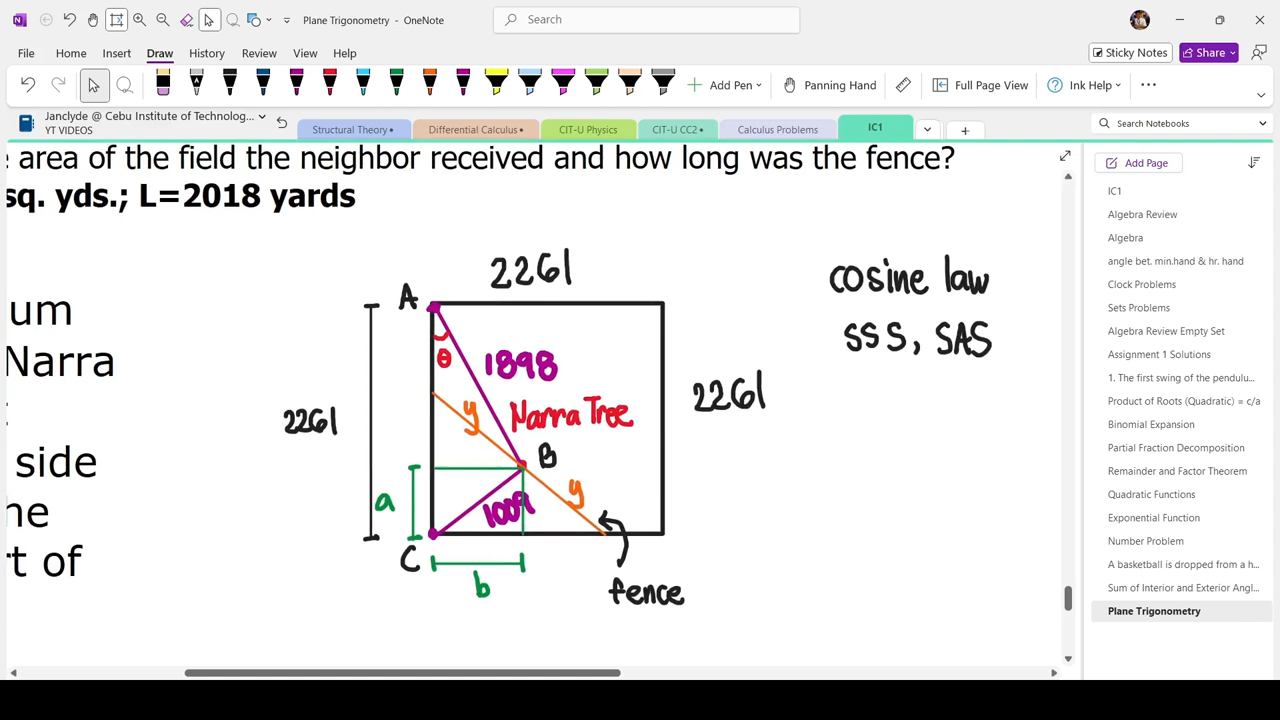 Plane Trigonometry - OneNote
Search
File Home Insert Draw History Review View Help
Sticky Notes
Share
Add Pen
Panning Hand
Full Page View
Ink Help
Janclyde @ Cebu Institute of Technolog...
YT VIDEOS
Structural Theory •
Differential Calculus •
CIT-U Physics
CIT-U CC2 •
Calculus Problems
IC1
Search Notebooks
e area of the field the neighbor received and how long was the fence?
sq. yds.; L=2018 yards
um
Narra
side
he
t of
2261
A
θ
1898
2261
y
Narra Tree
B
2261
a
1009
y
C
b
fence
cosine law
SSS, SAS
Add Page
IC1
Algebra Review
Algebra
angle bet. min.hand & hr. hand
Clock Problems
Sets Problems
Algebra Review Empty Set
Assignment 1 Solutions
1. The first swing of the pendulu...
Product of Roots (Quadratic) = c/a
Binomial Expansion
Partial Fraction Decomposition
Remainder and Factor Theorem
Quadratic Functions
Exponential Function
Number Problem
A basketball is dropped from a h...
Sum of Interior and Exterior Angl...
Plane Trigonometry